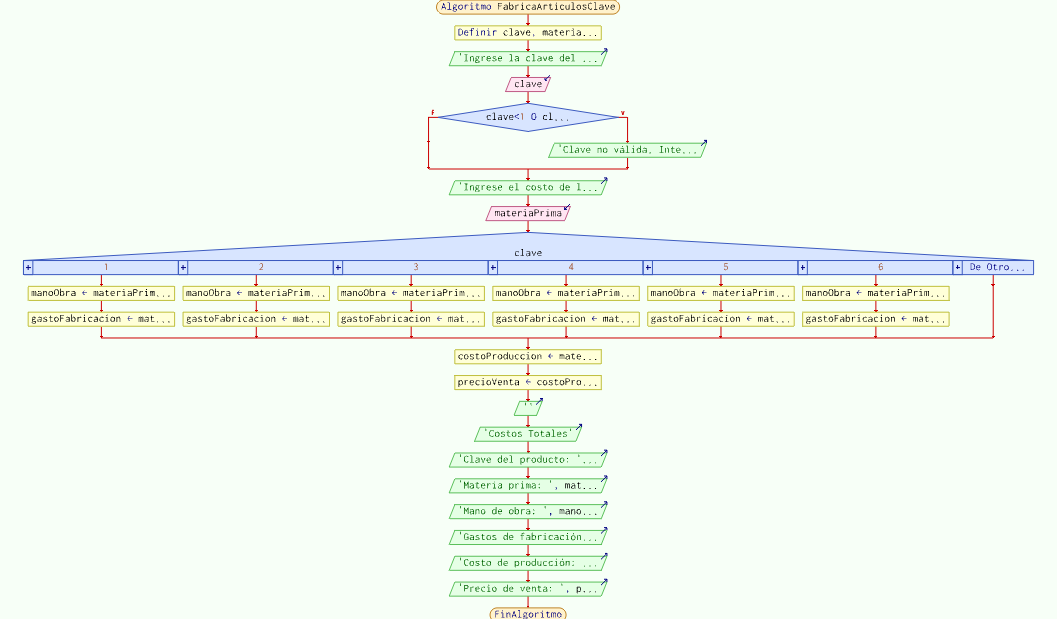 Algoritmo FabricaArticulosClave
Definir clave, materia...
'Ingrese la clave del ...
clave
clave<1 O cl...
F
V
'Clave no válida, Inte...
'Ingrese el costo de l...
materiaPrima
clave
1 2 3 4 5 6 De Otro...
manoObra ← materiaPrim... manoObra ← materiaPrim... manoObra ← materiaPrim... manoObra ← materiaPrim... manoObra ← materiaPrim... manoObra ← materiaPrim...
gastoFabricacion ← mat... gastoFabricacion ← mat... gastoFabricacion ← mat... gastoFabricacion ← mat... gastoFabricacion ← mat... gastoFabricacion ← mat...
costoProduccion ← mate...
precioVenta ← costoPro...
''
'Costos Totales'
'Clave del producto: '...
'Materia prima: ', mat...
'Mano de obra: ', mano...
'Gastos de fabricación...
'Costo de producción: ...
'Precio de venta: ', p...
FinAlgoritmo